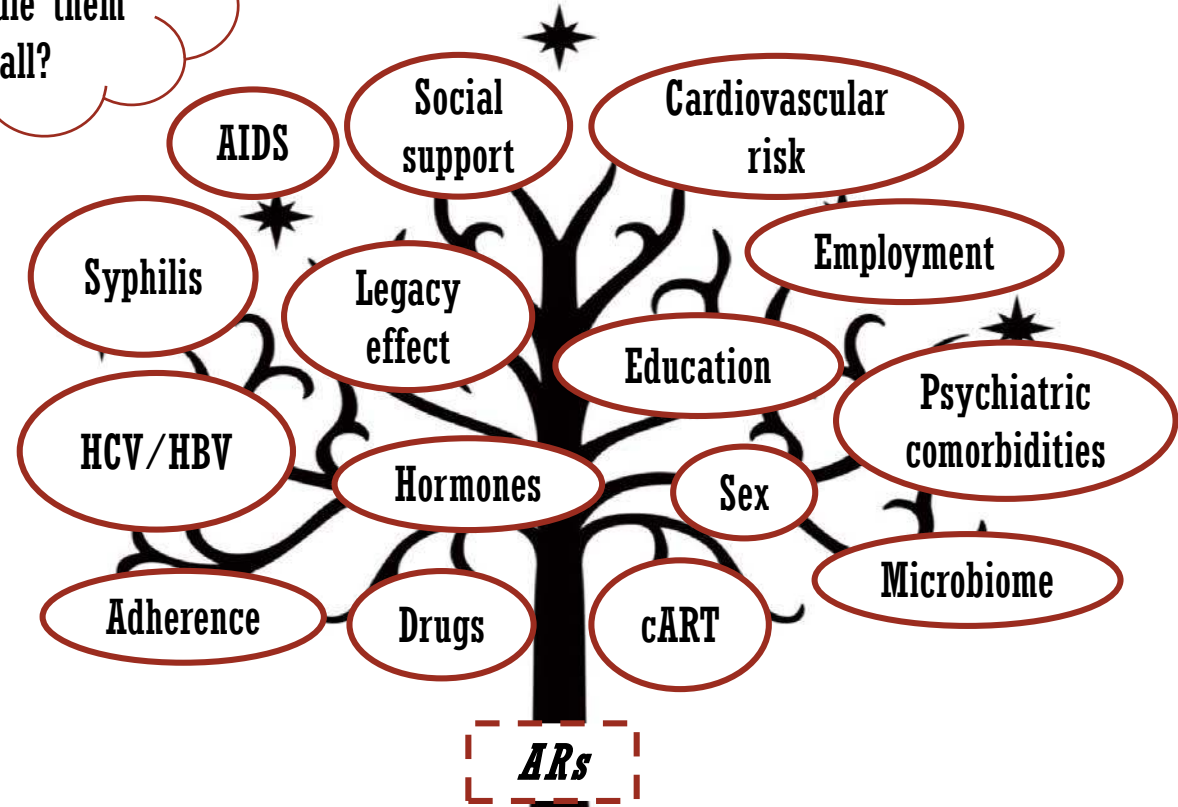 them
all?
AIDS
Social
support
Cardiovascular
risk
Syphilis
Legacy
effect
Employment
Education
Psychiatric
comorbidities
HCV/HBV
Hormones
Sex
Microbiome
Adherence
Drugs
cART
ARs